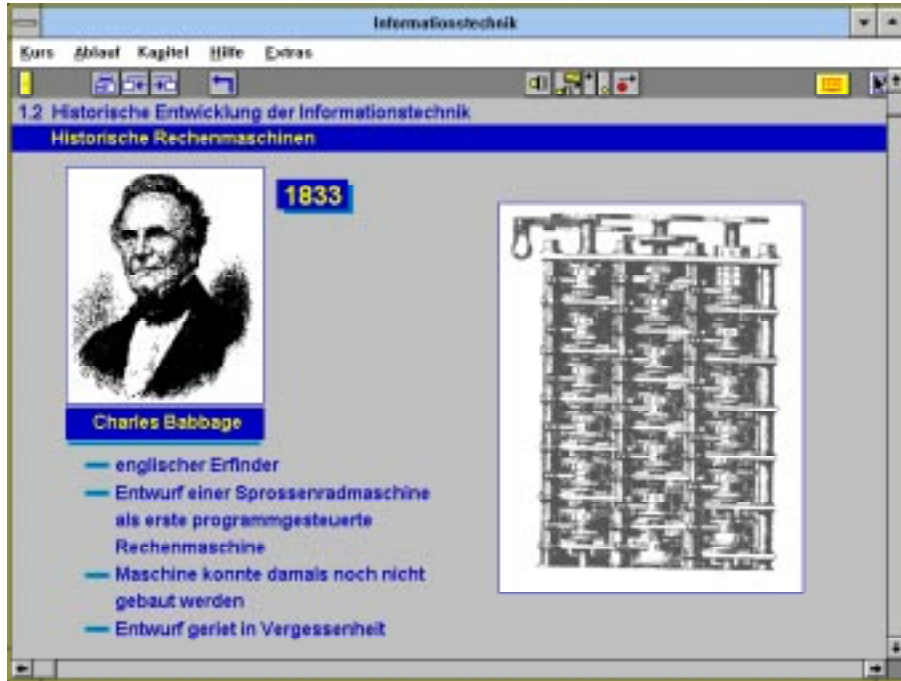 Informationstechnik
Kurs Ablauf Kapitel Hilfe Extras
1.2 Historische Entwicklung der Informationstechnik
Historische Rechenmaschinen
1833
Charles Babbage
englischer Erfinder
Entwurf einer Sprossenradmaschine
als erste programmgesteuerte
Rechenmaschine
Maschine konnte damals noch nicht
gebaut werden
Entwurf geriet in Vergessenheit